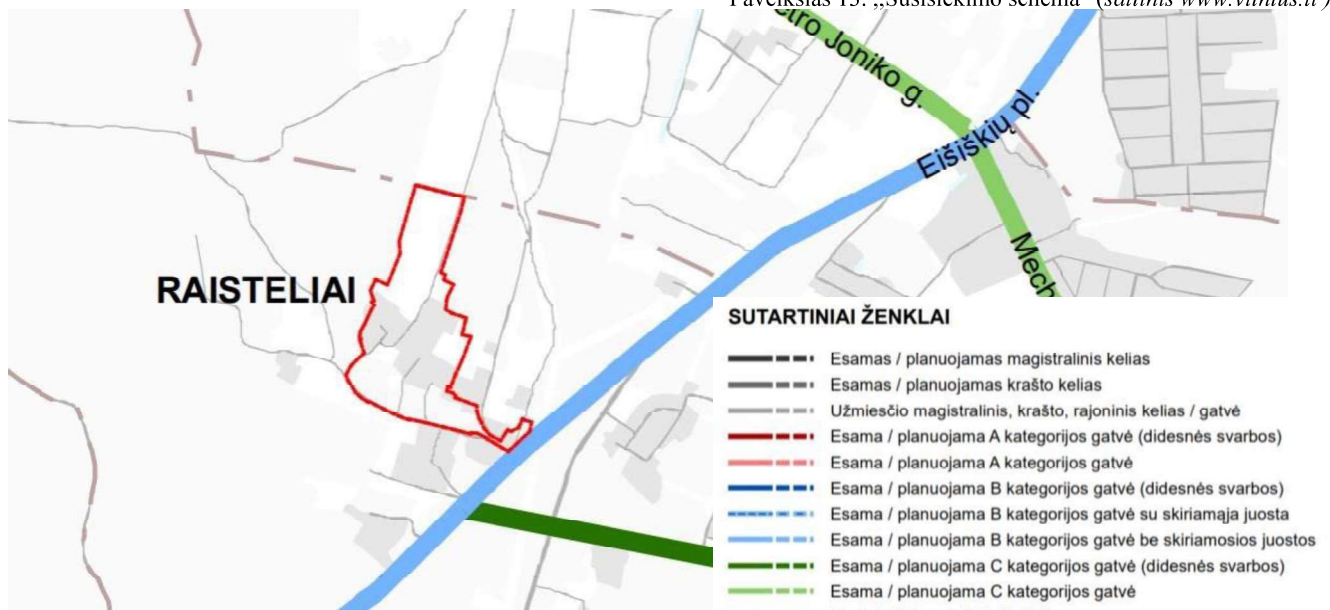 Paveikslas 13. „Susisiekimo schema“ (šaltinis www.vilnius.lt )
Petro Joniko g.
Eišiškių pl.
Mech
RAISTELIAI
SUTARTINIAI ŽENKLAI
Esamas / planuojamas magistralinis kelias
Esamas / planuojamas krašto kelias
Užmiesčio magistralinis, krašto, rajoninis kelias / gatvė
Esama / planuojama A kategorijos gatvė (didesnės svarbos)
Esama / planuojama A kategorijos gatvė
Esama / planuojama B kategorijos gatvė (didesnės svarbos)
Esama / planuojama B kategorijos gatvė su skiriamąja juosta
Esama / planuojama B kategorijos gatvė be skiriamosios juostos
Esama / planuojama C kategorijos gatvė (didesnės svarbos)
Esama / planuojama C kategorijos gatvė